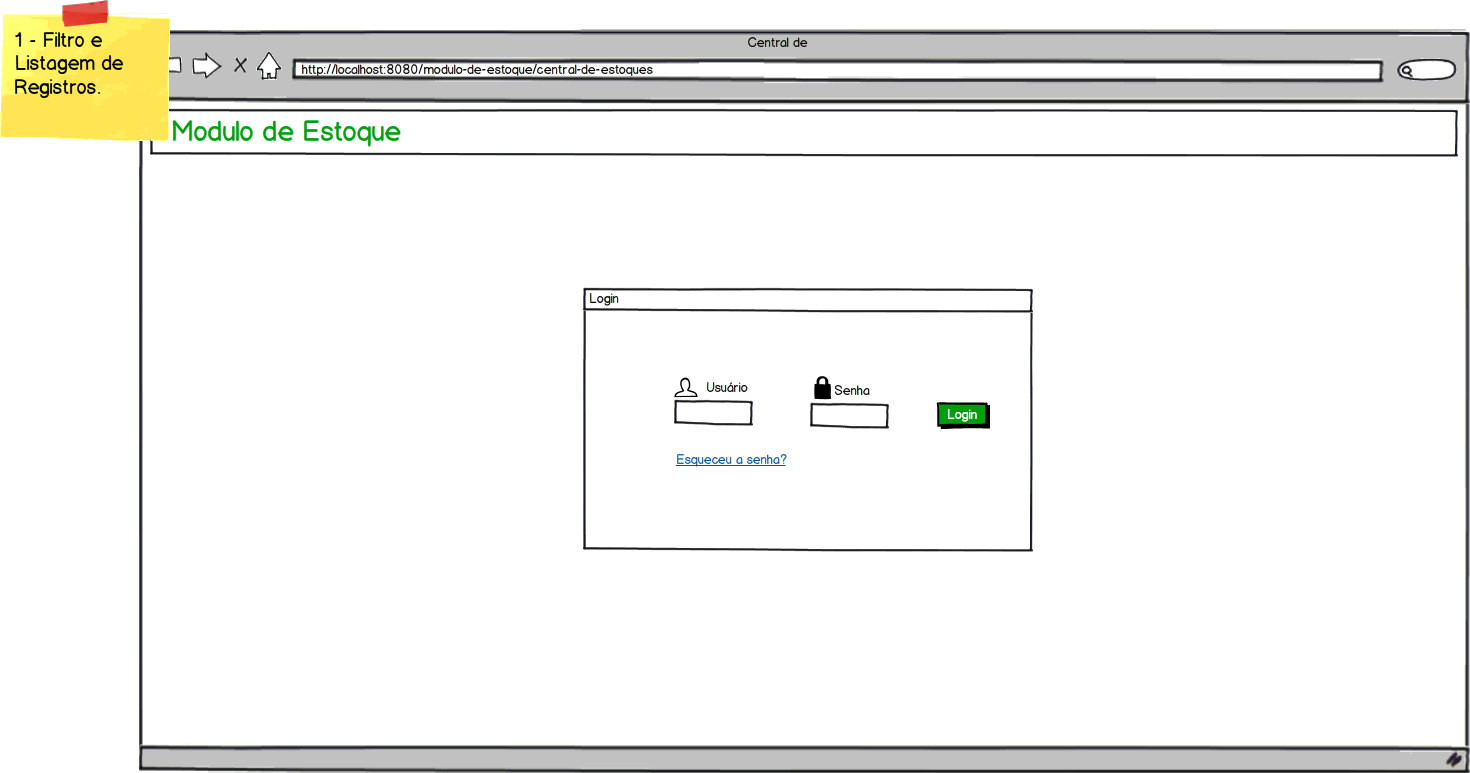 1 - Filtro e
Listagem de
Registros.
Central de
http://localhost:8080/modulo-de-estoque/central-de-estoques
Modulo de Estoque
Login
Usuário
Senha
Login
Esqueceu a senha?